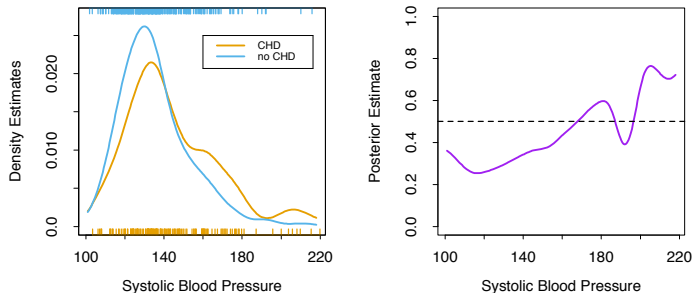 Density Estimates
0.0
0.010
0.020
CHD
no CHD
100
140
180
220
Systolic Blood Pressure
Posterior Estimate
0.0
0.2
0.4
0.6
0.8
1.0
100
140
180
220
Systolic Blood Pressure